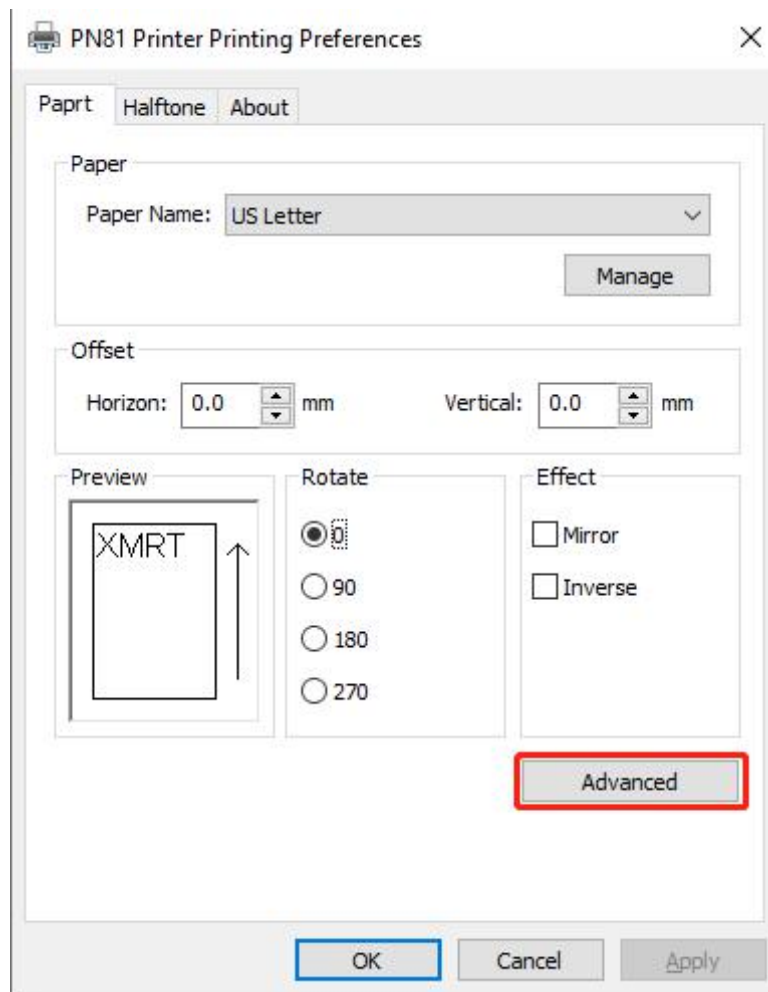 PN81 Printer Printing Preferences
Paprt Halftone About
Paper
Paper Name: US Letter
Manage
Offset
Horizon: 0.0 mm Vertical: 0.0 mm
Preview Rotate Effect
XMRT 0 Mirror
90 Inverse
180
270
Advanced
OK Cancel Apply